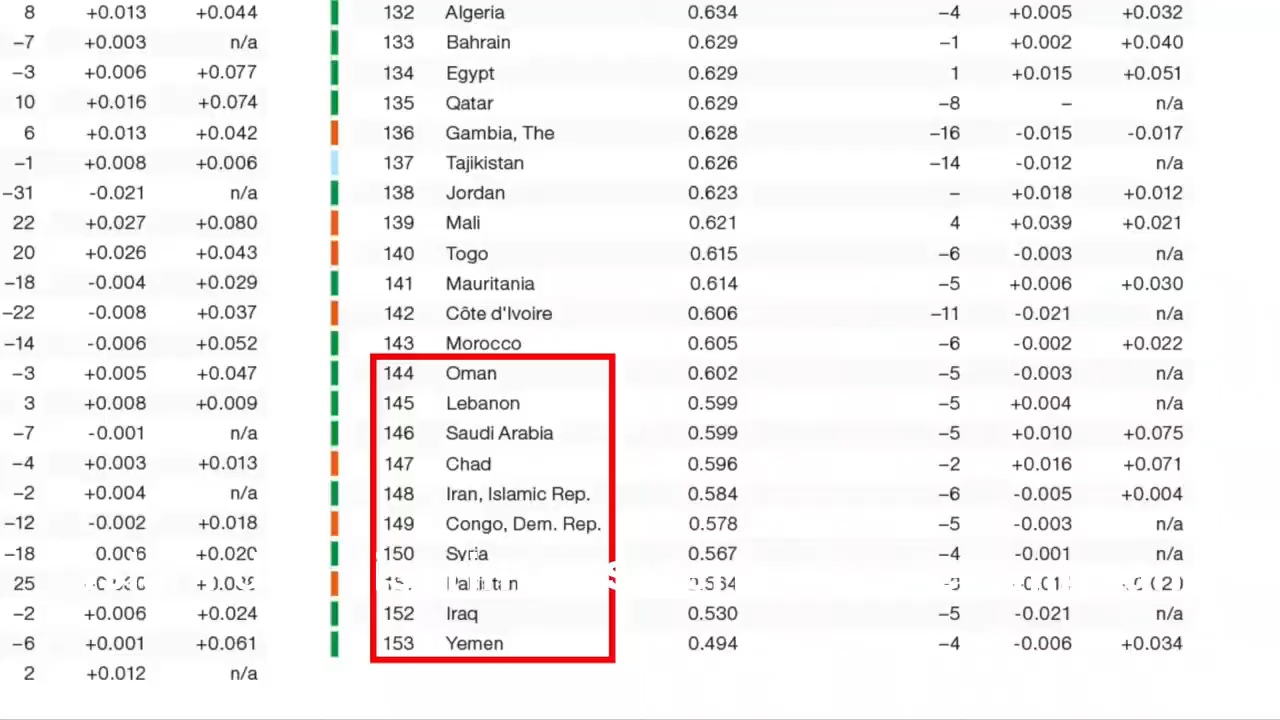 8 +0.013 +0.044 132 Algeria 0.634 −4 +0.005 +0.032
−7 +0.003 n/a 133 Bahrain 0.629 −1 +0.002 +0.040
−3 +0.006 +0.077 134 Egypt 0.629 1 +0.015 +0.051
10 +0.016 +0.074 135 Qatar 0.629 −8 – n/a
6 +0.013 +0.042 136 Gambia, The 0.628 −16 -0.015 -0.017
−1 +0.008 +0.006 137 Tajikistan 0.626 −14 -0.012 n/a
−31 -0.021 n/a 138 Jordan 0.623 – +0.018 +0.012
22 +0.027 +0.080 139 Mali 0.621 4 +0.039 +0.021
20 +0.026 +0.043 140 Togo 0.615 −6 -0.003 n/a
−18 -0.004 +0.029 141 Mauritania 0.614 −5 +0.006 +0.030
−22 -0.008 +0.037 142 Côte d'Ivoire 0.606 −11 -0.021 n/a
−14 -0.006 +0.052 143 Morocco 0.605 −6 -0.002 +0.022
−3 +0.005 +0.047 144 Oman 0.602 −5 -0.003 n/a
3 +0.008 +0.009 145 Lebanon 0.599 −5 +0.004 n/a
−7 -0.001 n/a 146 Saudi Arabia 0.599 −5 +0.010 +0.075
−4 +0.003 +0.013 147 Chad 0.596 −2 +0.016 +0.071
−2 +0.004 n/a 148 Iran, Islamic Rep. 0.584 −6 -0.005 +0.004
−12 -0.002 +0.018 149 Congo, Dem. Rep. 0.578 −5 -0.003 n/a
−18 +0.020 150 Syria 0.567 −4 -0.001 n/a
25 Pakistan
−2 +0.006 +0.024 152 Iraq 0.530 −5 -0.021 n/a
−6 +0.001 +0.061 153 Yemen 0.494 −4 -0.006 +0.034
2 +0.012 n/a